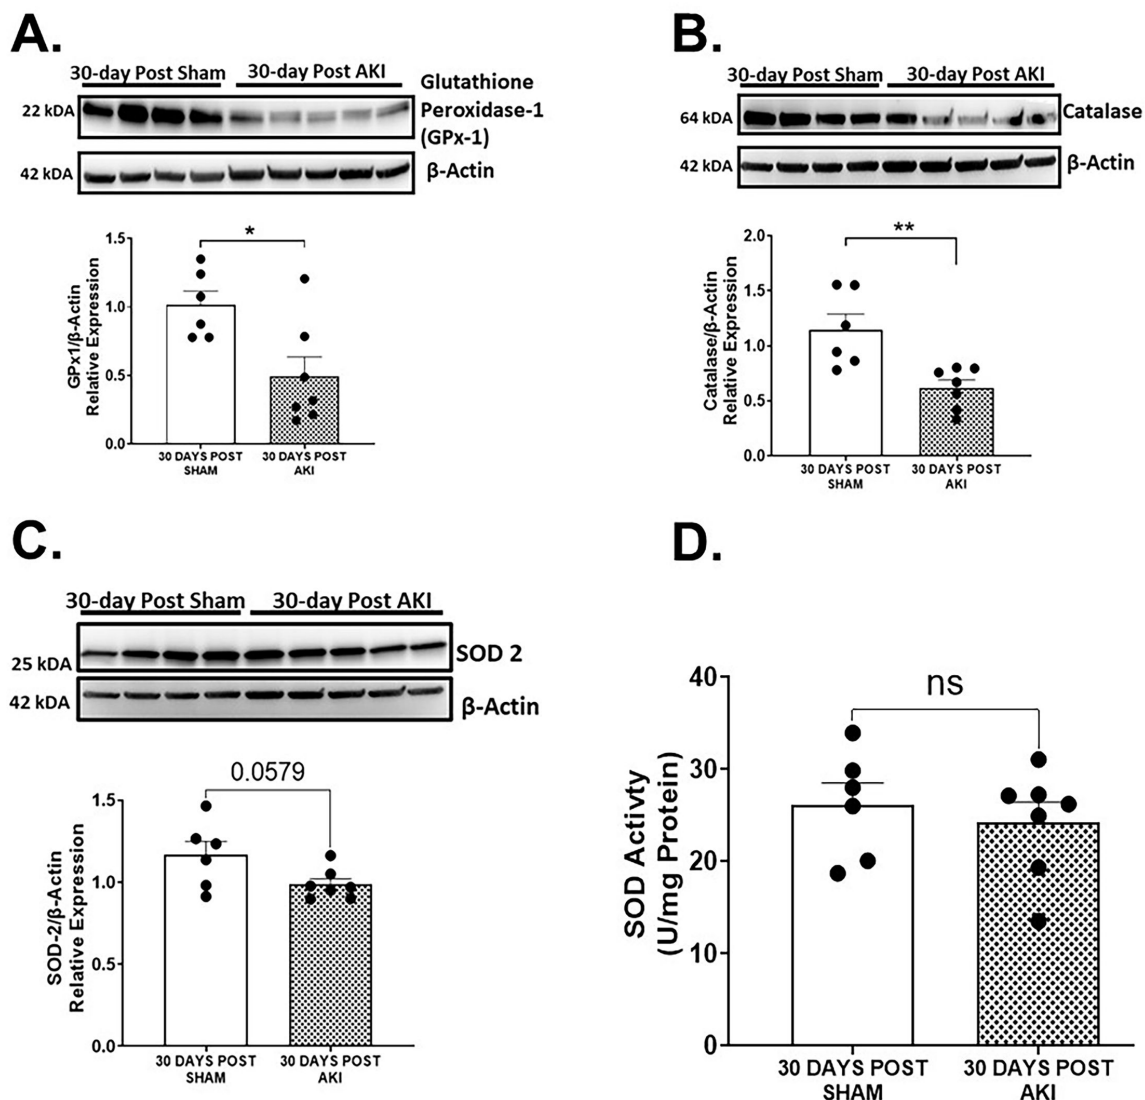 A.
30-day Post Sham 30-day Post AKI
Glutathione
Peroxidase-1
(GPx-1)
22 kDA
42 kDA
β-Actin
1.5
1.0
0.5
0.0
GPx1/β-Actin
Relative Expression
*
30 DAYS POST
SHAM
30 DAYS POST
AKI
B.
30-day Post Sham 30-day Post AKI
64 kDA
Catalase
42 kDA
β-Actin
2.0
1.5
1.0
0.5
0.0
Catalase/β-Actin
Relative Expression
**
30 DAYS POST
SHAM
30 DAYS POST
AKI
C.
30-day Post Sham 30-day Post AKI
25 kDA
SOD 2
42 kDA
β-Actin
0.0579
1.5
1.0
0.5
0.0
SOD-2/β-Actin
Relative Expression
30 DAYS POST
SHAM
30 DAYS POST
AKI
D.
40
30
20
10
0
SOD Activty
(U/mg Protein)
ns
30 DAYS POST
SHAM
30 DAYS POST
AKI